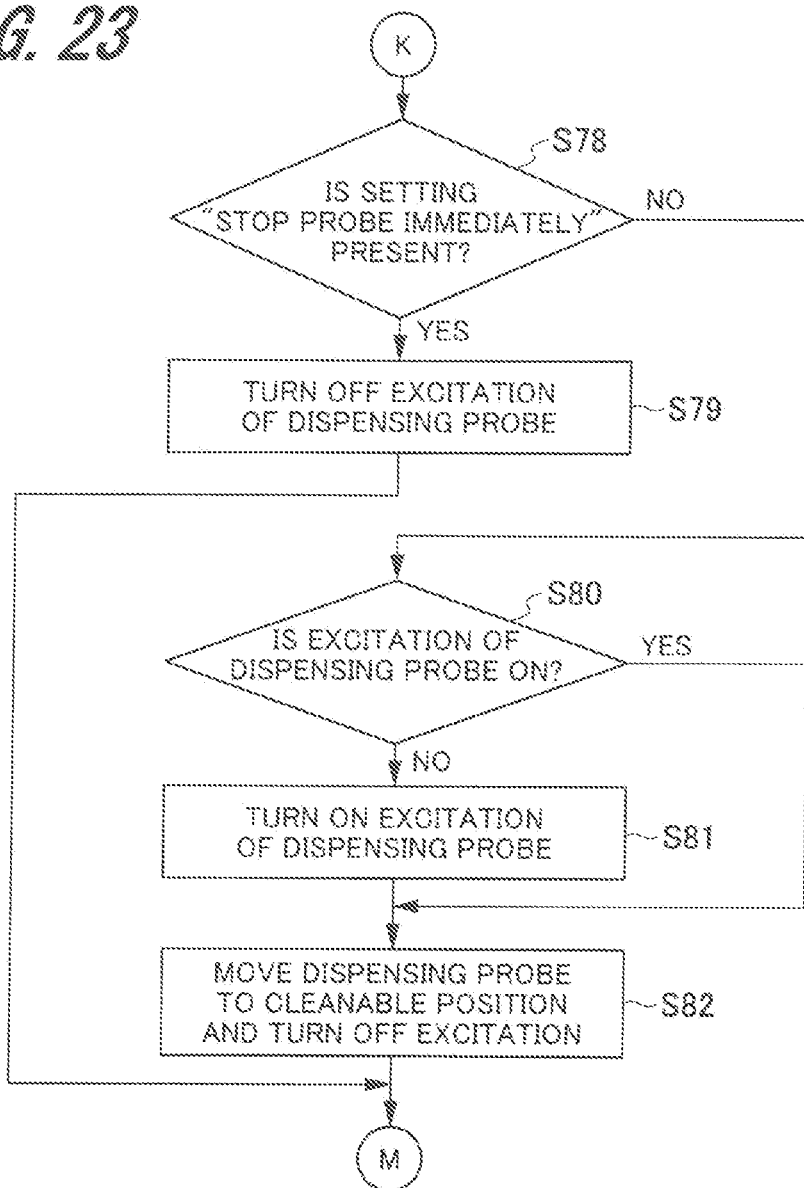 G. 23
K
S78
IS SETTING
“STOP PROBE IMMEDIATELY”
PRESENT?
NO
YES
TURN OFF EXCITATION
OF DISPENSING PROBE
S79
S80
IS EXCITATION OF
DISPENSING PROBE ON?
YES
NO
TURN ON EXCITATION
OF DISPENSING PROBE
S81
MOVE DISPENSING PROBE
TO CLEANABLE POSITION
AND TURN OFF EXCITATION
S82
M